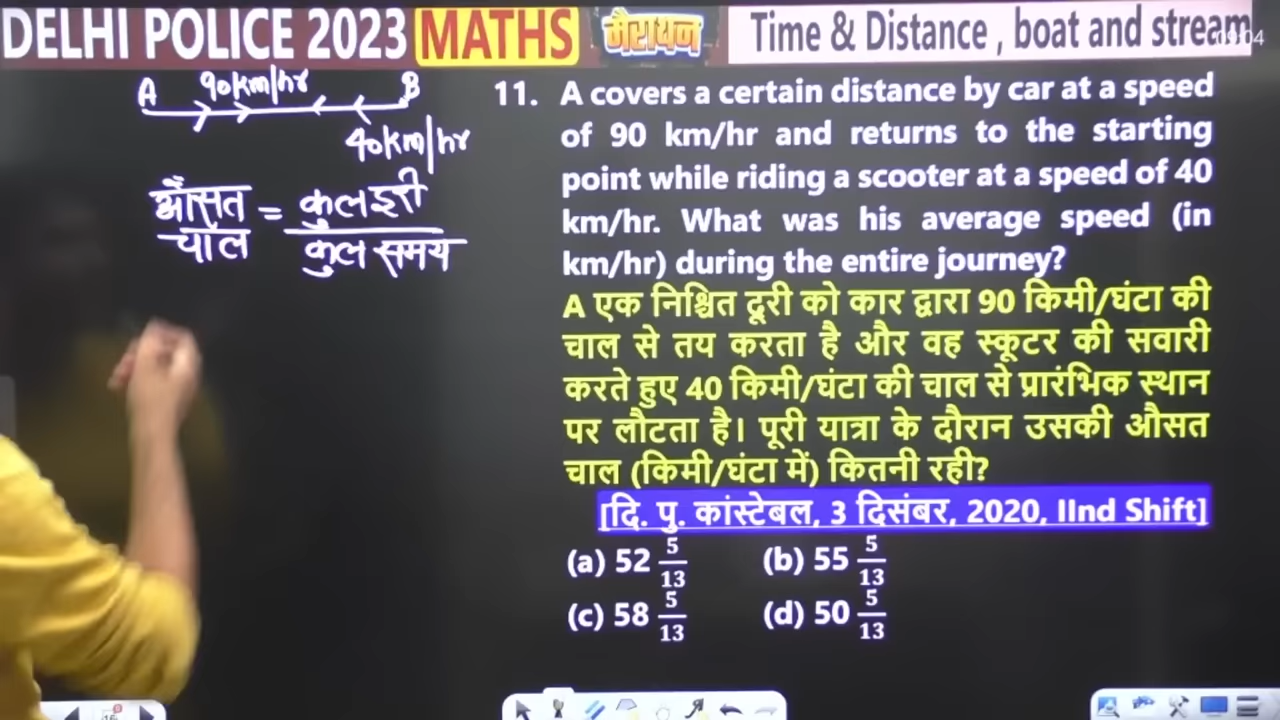 DELHI POLICE 2023 MATHS मैराथन Time & Distance , boat and stream
A 90km/hr B
40km/hr
औसत चाल = कुल दूरी
कुल समय
11. A covers a certain distance by car at a speed
of 90 km/hr and returns to the starting
point while riding a scooter at a speed of 40
km/hr. What was his average speed (in
km/hr) during the entire journey?
A एक निश्चित दूरी को कार द्वारा 90 किमी/घंटा की
चाल से तय करता है और वह स्कूटर की सवारी
करते हुए 40 किमी/घंटा की चाल से प्रारंभिक स्थान
पर लौटता है। पूरी यात्रा के दौरान उसकी औसत
चाल (किमी/घंटा में) कितनी रही?
[दि. पु. कांस्टेबल, 3 दिसंबर, 2020, IInd Shift]
(a) 52 5/13 (b) 55 5/13
(c) 58 5/13 (d) 50 5/13